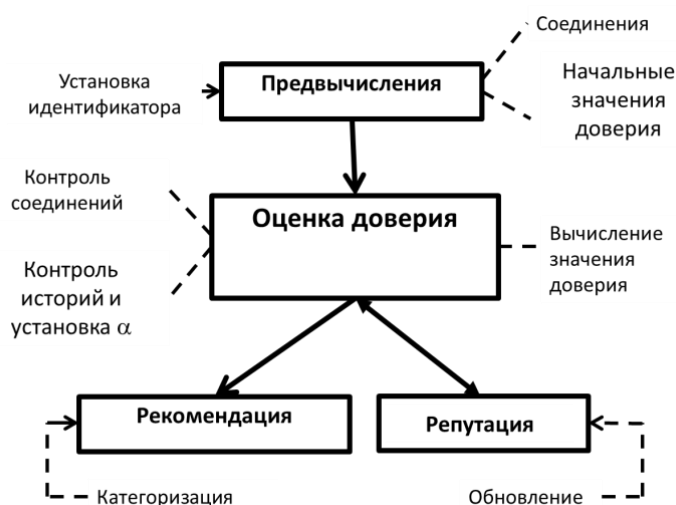 Соединения
Установка
идентификатора
Предвычисления
Начальные
значения
доверия
Контроль
соединений
Оценка доверия
Контроль
историй и
установка α
Вычисление
значения
доверия
Рекомендация
Репутация
Категоризация
Обновление